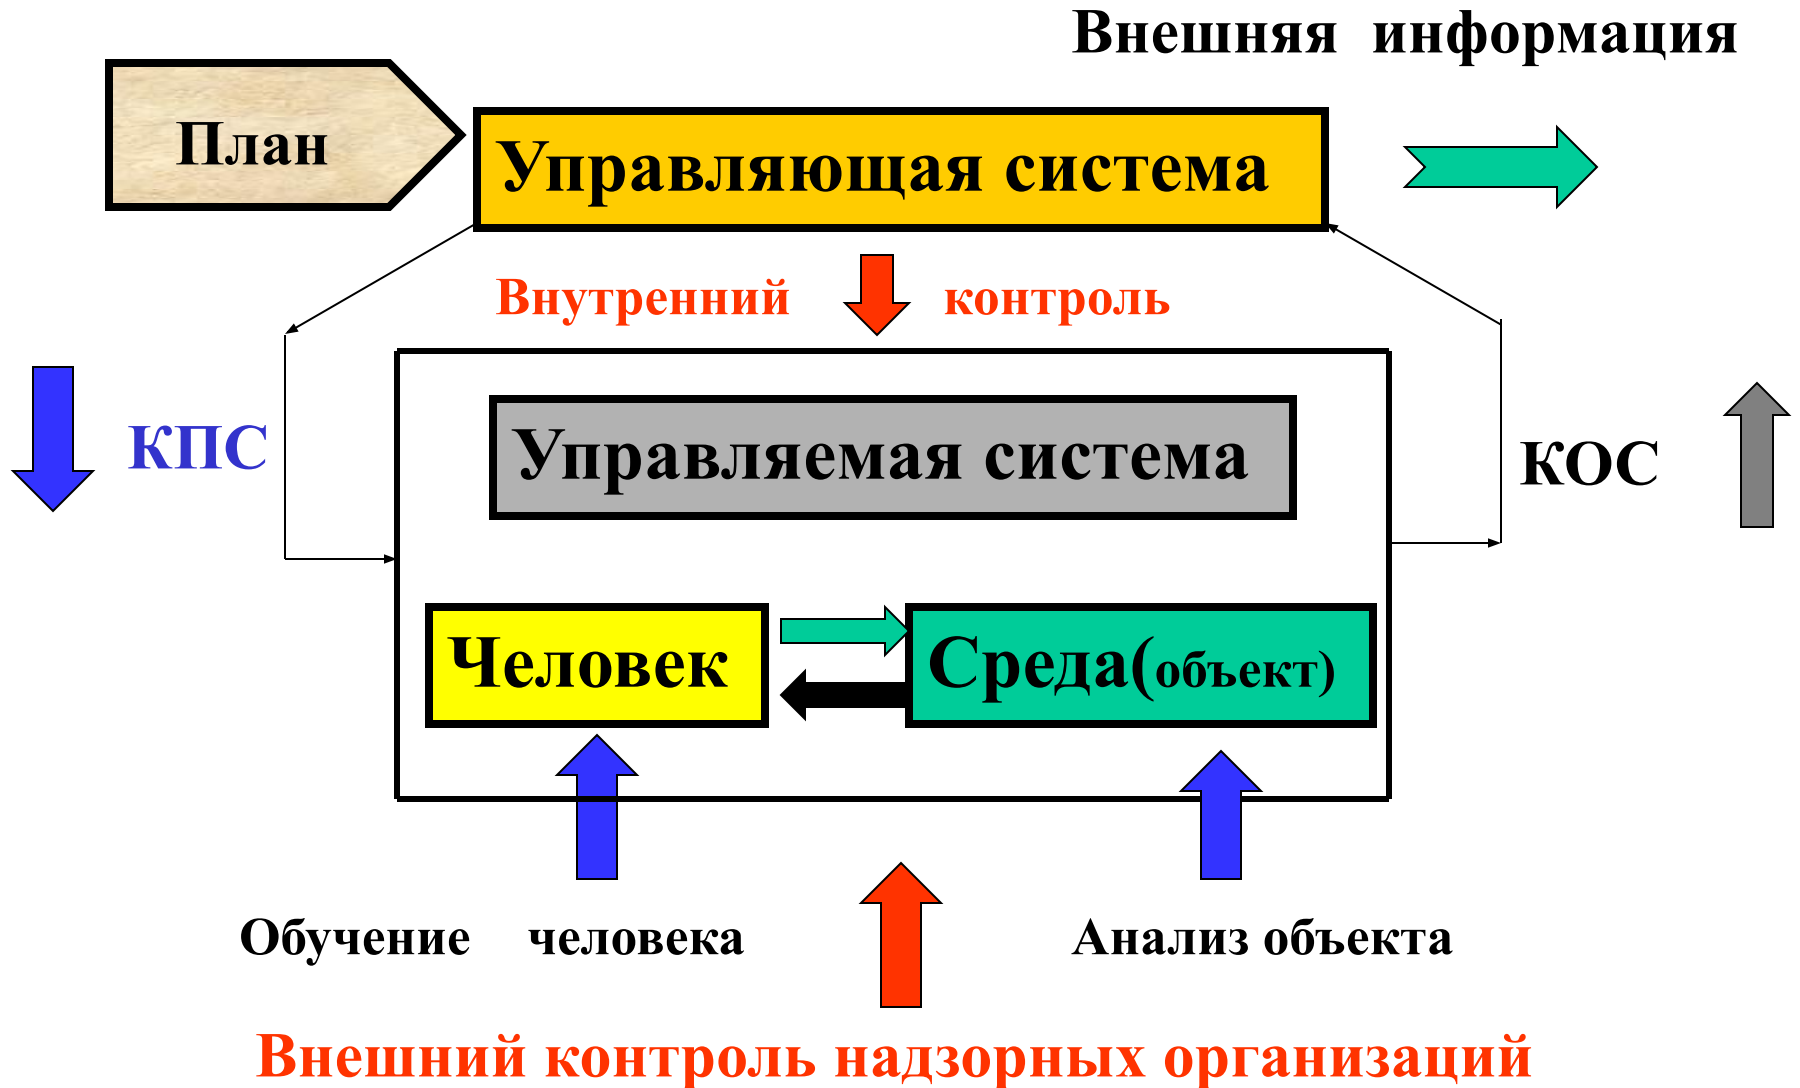 Внешняя информация
План
Управляющая система
Внутренний контроль
КПС
Управляемая система
КОС
Человек
Среда(объект)
Обучение человека
Анализ объекта
Внешний контроль надзорных организаций